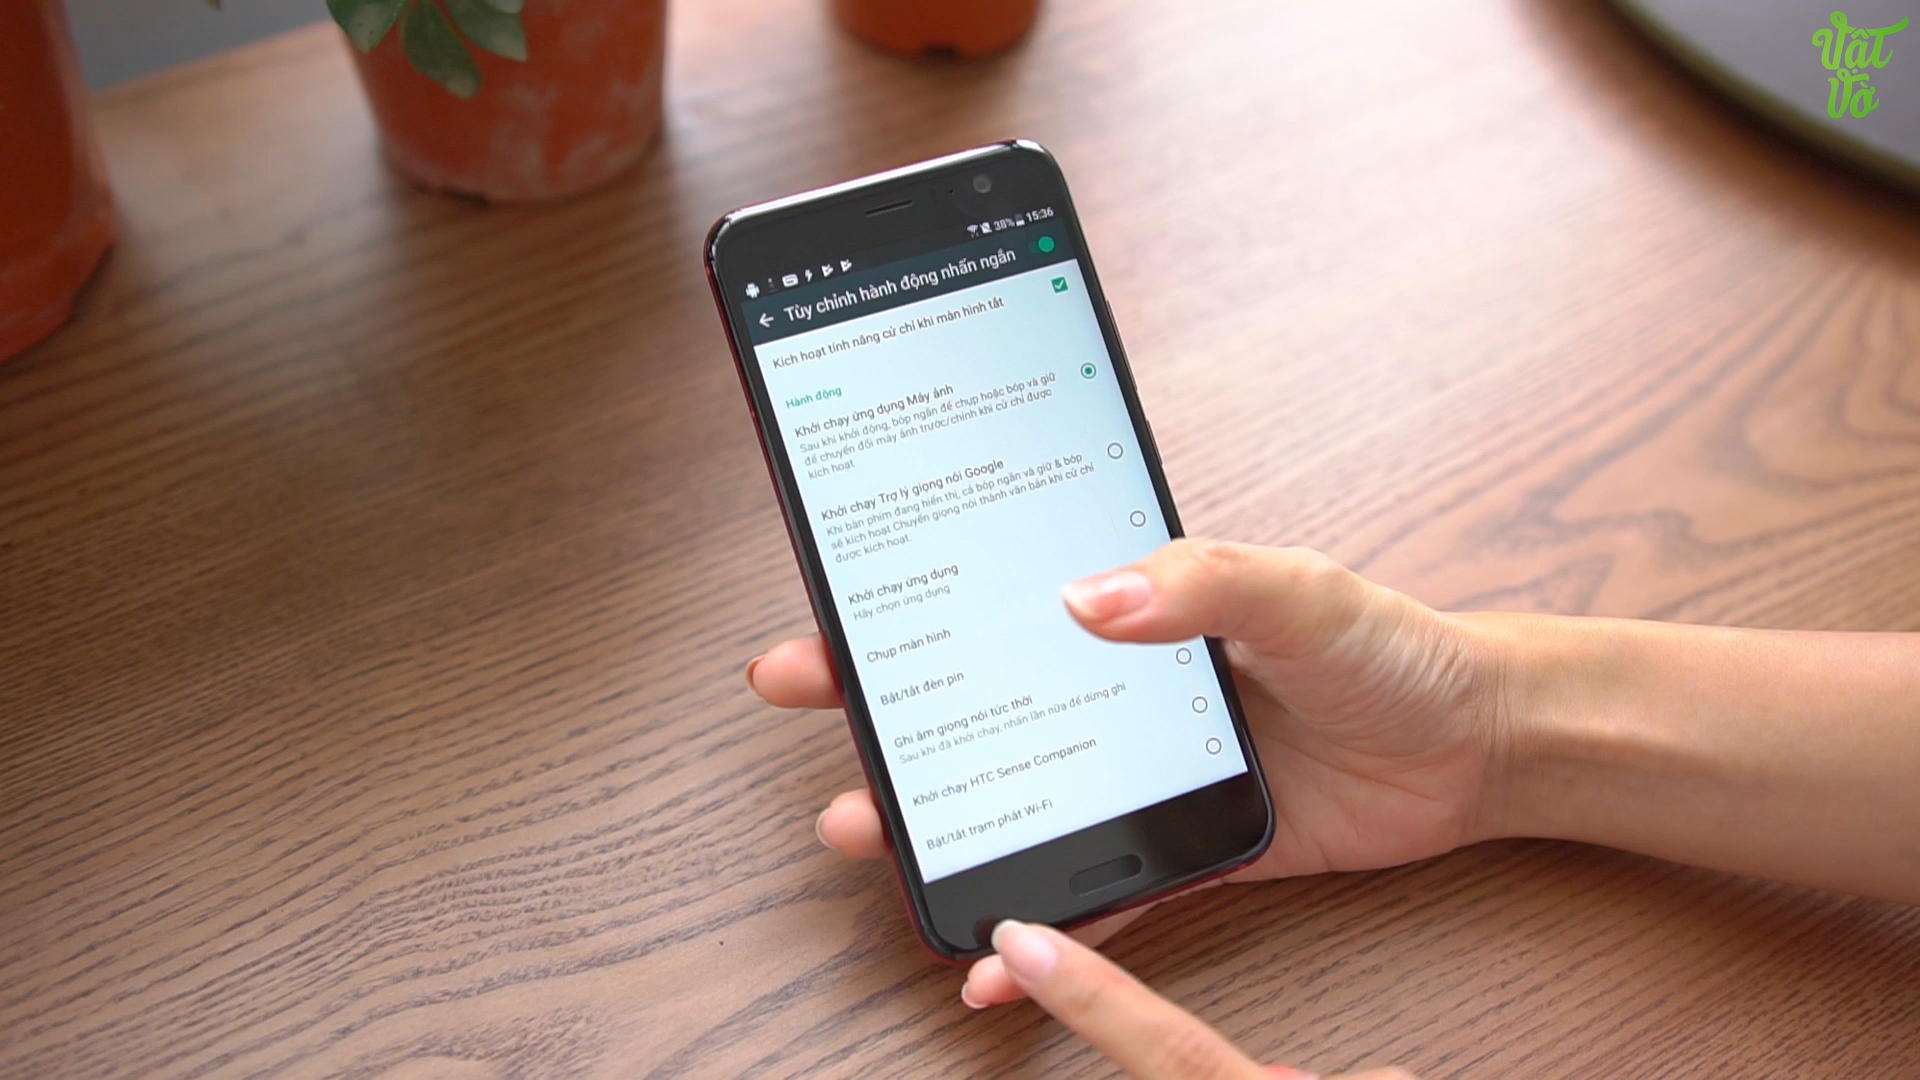 Vật
Vờ
38% 15:36
Tùy chỉnh hành động nhấn ngắn
Kích hoạt tính năng cử chỉ khi màn hình tắt
Hành động
Khởi chạy ứng dụng Máy ảnh
Sau khi khởi động, bóp ngắn để chụp hoặc bóp và giữ
để chuyển đổi máy ảnh trước/chính khi cử chỉ được
kích hoạt
Khởi chạy Trợ lý giọng nói Google
Khi bàn phím đang hiển thị, cả bóp ngắn và giữ & bóp
sẽ kích hoạt Chuyển giọng nói thành văn bản khi cử chỉ
được kích hoạt.
Khởi chạy ứng dụng
Hãy chọn ứng dụng
Chụp màn hình
Bật/tắt đèn pin
Ghi âm giọng nói tức thời
Sau khi đã khởi chạy, nhấn lần nữa để dừng ghi
Khởi chạy HTC Sense Companion
Bật/tắt trạm phát Wi-Fi